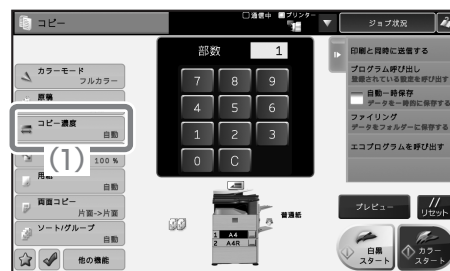 コピー
通信中
プリンター
ジョブ状況
カラーモード
フルカラー
原稿
コピー濃度
自動
(1)
100 %
用紙
自動
両面コピー
片面->片面
ソート/グループ
自動
他の機能
部数
1
7 8 9
4 5 6
1 2 3
0 C
普通紙
1 A4
2 A4R
印刷と同時に送信する
プログラム呼び出し
登録されている設定を呼び出す
自動一時保存
データを一時的に保存する
ファイリング
データをフォルダーに保存する
エコプログラムを呼び出す
プレビュー
リセット
白黒
スタート
カラー
スタート